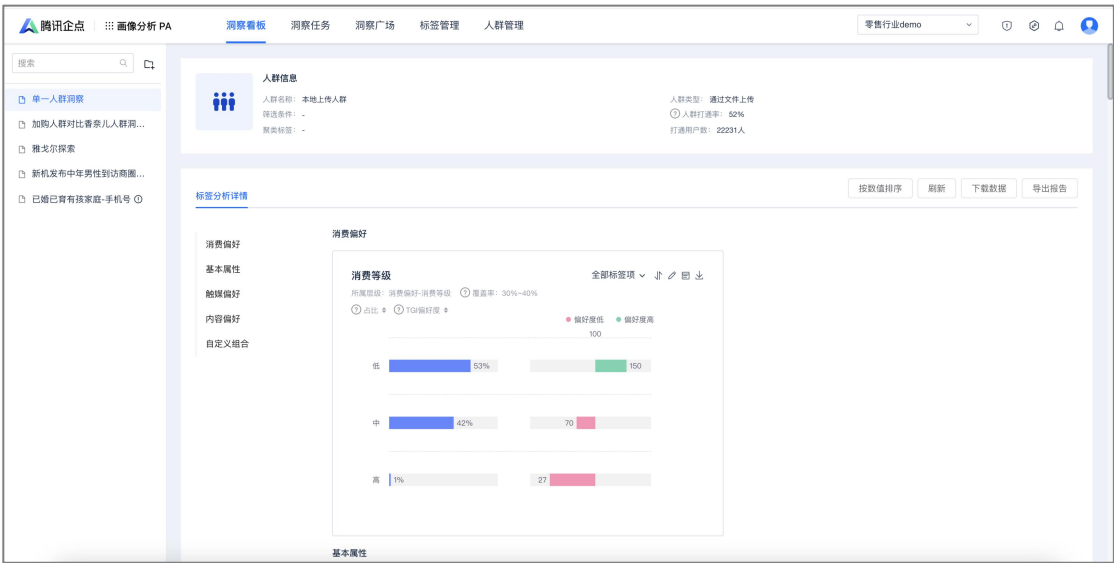 腾讯企点 画像分析 PA 洞察看板 洞察任务 洞察广场 标签管理 人群管理 零售行业demo
搜索
单一人群洞察
加购人群对比香奈儿人群洞...
雅戈尔探索
新机发布中年男性到访商圈...
已婚已育有孩家庭-手机号
人群信息
人群名称: 本地上传人群 人群类型: 通过文件上传
筛选条件: - 人群打通率: 52%
聚类标签: - 打通用户数: 22231人
标签分析详情 按数值排序 刷新 下载数据 导出报告
消费偏好
基本属性
触媒偏好
内容偏好
自定义组合
消费偏好
消费等级 全部标签项
所属层级: 消费偏好-消费等级 覆盖率: 30%~40%
占比 TGI偏好度
偏好度低 偏好度高
100
低 53% 150
中 42% 70
高 1% 27
基本属性